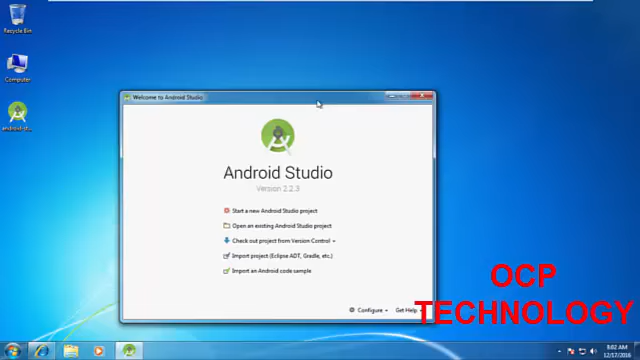 Recycle Bin
Computer
android-st...
Welcome to Android Studio
Android Studio
Version 2.2.3
Start a new Android Studio project
Open an existing Android Studio project
Check out project from Version Control
Import project (Eclipse ADT, Gradle, etc.)
Import an Android code sample
Configure
Get Help
OCP
TECHNOLOGY
8:02 AM
12/17/2016